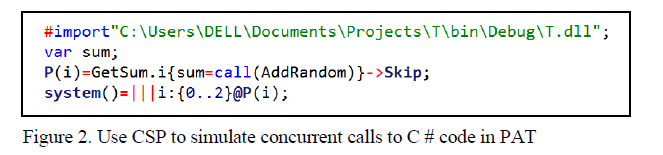 #import"C:\Users\DELL\Documents\Projects\T\bin\Debug\T.dll";
var sum;
P(i)=GetSum.i{sum=call(AddRandom)}->Skip;
system()=|||i:{0..2}@P(i);
Figure 2. Use CSP to simulate concurrent calls to C # code in PAT